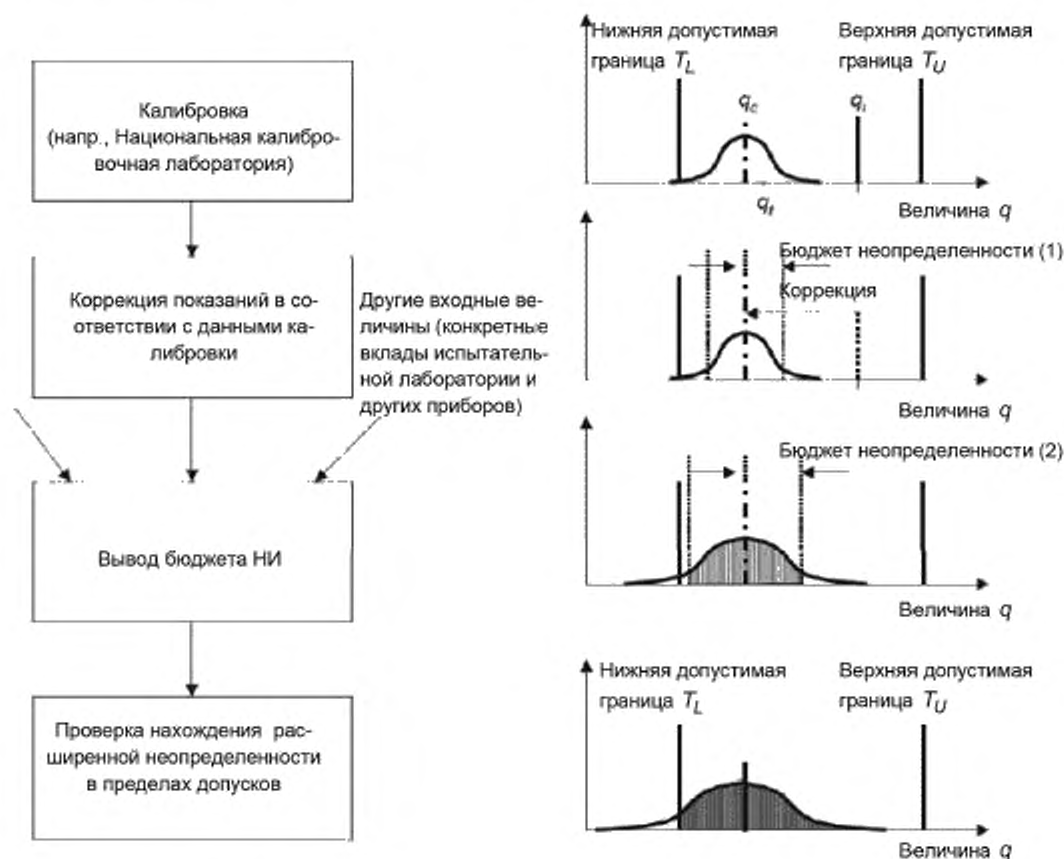 Калибровка
(напр., Национальная калибро-
вочная лаборатория)
Коррекция показаний в со-
ответствии с данными ка-
либровки
Другие входные ве-
личины (конкретные
вклады испытатель-
ной лаборатории и
других приборов)
Вывод бюджета НИ
Проверка нахождения рас-
ширенной неопределенности
в пределах допусков
Нижняя допустимая
граница T_L
Верхняя допустимая
граница T_U
q_c
q_i
q_t
Величина q
Бюджет неопределенности (1)
Коррекция
Величина q
Бюджет неопределенности (2)
Величина q
Нижняя допустимая
граница T_L
Верхняя допустимая
граница T_U
Величина q